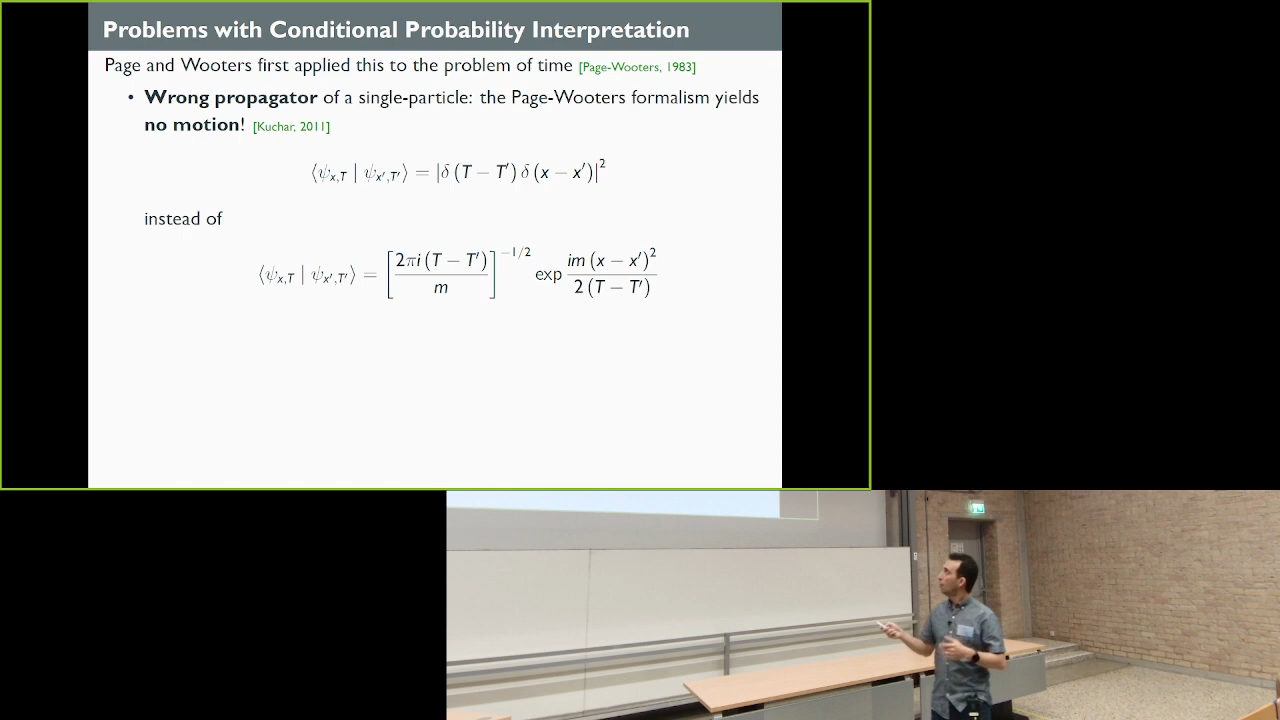 Problems with Conditional Probability Interpretation
Page and Wooters first applied this to the problem of time [Page-Wooters, 1983]
• Wrong propagator of a single-particle: the Page-Wooters formalism yields
no motion! [Kuchar, 2011]
⟨ψ_{x,T} | ψ_{x′,T′}⟩ = |δ (T − T′) δ (x − x′)|²
instead of
⟨ψ_{x,T} | ψ_{x′,T′}⟩ = [2πi (T − T′) / m]^{−1/2} exp im (x − x′)² / 2 (T − T′)